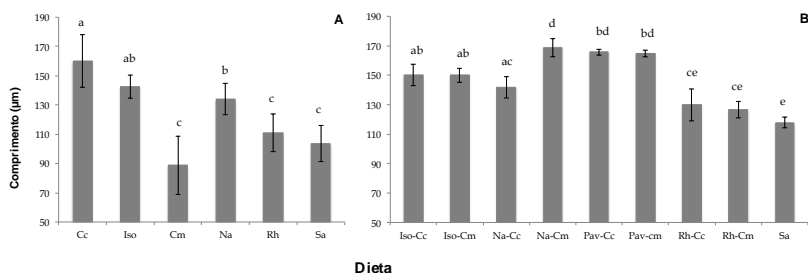 A
190
170
150
130
110
90
70
50
Comprimento (µm)
a
ab
c
b
c
c
Cc Iso Cm Na Rh Sa
B
190
170
150
130
110
90
70
50
ab ab ac d bd bd ce ce e
Iso-Cc Iso-Cm Na-Cc Na-Cm Pav-Cc Pav-cm Rh-Cc Rh-Cm Sa
Dieta